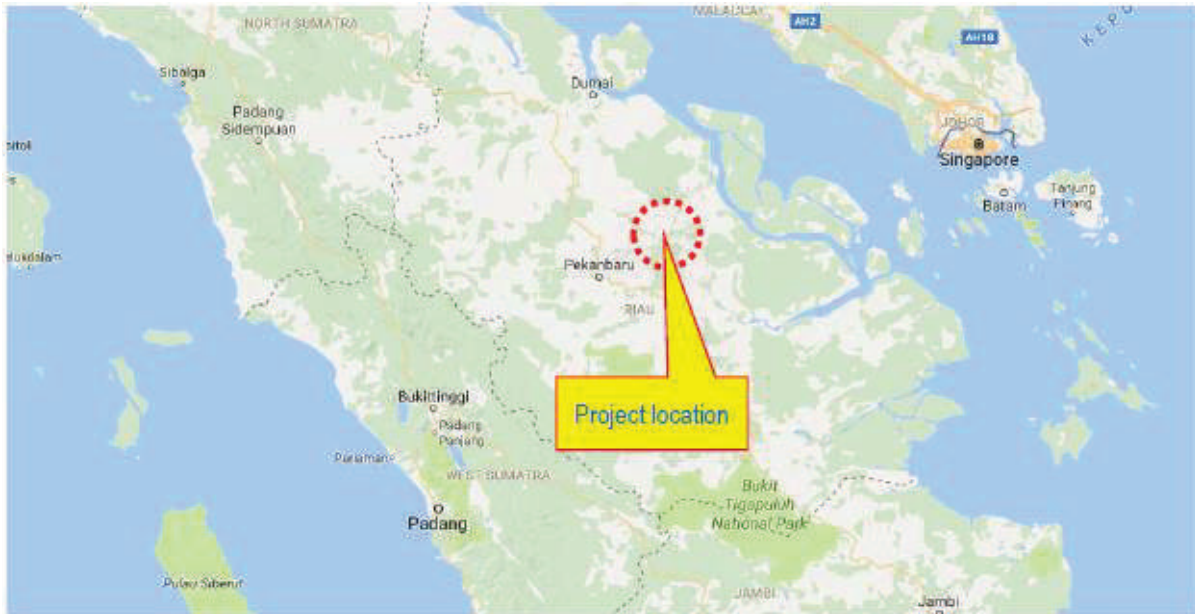 NORTH SUMATRA
AH2
AH18
Sibolga
Dumai
Padang
Sidempuan
JOHOR
Singapore
Batam
Tanjung
Pinang
Pekanbaru
RIAU
Project location
Bukittinggi
Padang
Panjang
Pariaman
WEST SUMATRA
Padang
Bukit
Tigapuluh
National Park
Pulau Siberut
JAMBI
Jambi